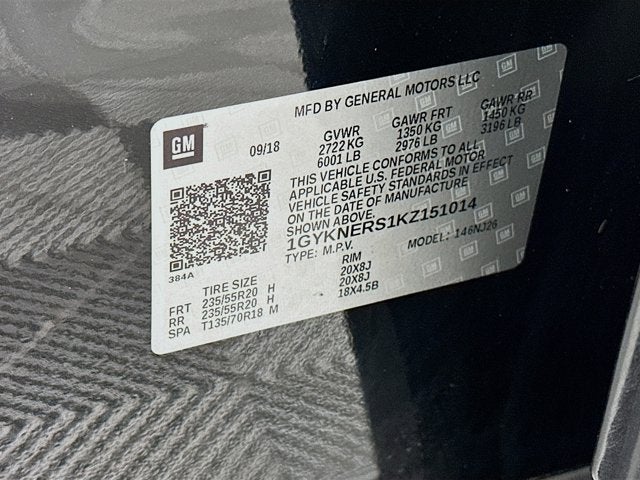 MFD BY GENERAL MOTORS LLC
GM
09/18
GVWR GAWR FRT GAWR RR
2722 KG 1350 KG 1450 KG
6001 LB 2976 LB 3196 LB
THIS VEHICLE CONFORMS TO ALL
APPLICABLE U.S. FEDERAL MOTOR
VEHICLE SAFETY STANDARDS IN EFFECT
ON THE DATE OF MANUFACTURE
SHOWN ABOVE.
1GYKNERS1KZ151014
TYPE: M.P.V. MODEL: 146NJ26
384A
TIRE SIZE RIM
FRT 235/55R20 H 20X8J
RR 235/55R20 H 20X8J
SPA T135/70R18 M 18X4.5B